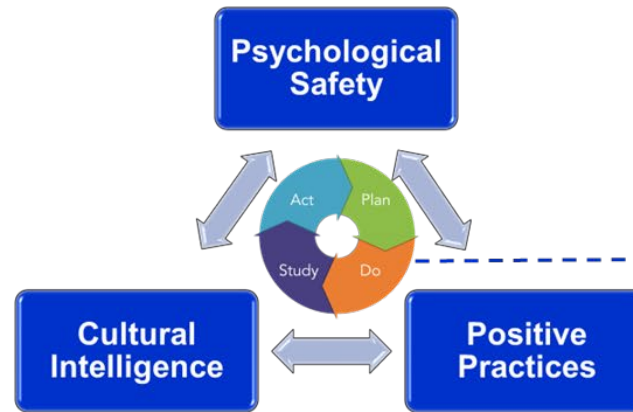 Psychological
Safety
Act
Plan
Study
Do
Cultural
Intelligence
Positive
Practices